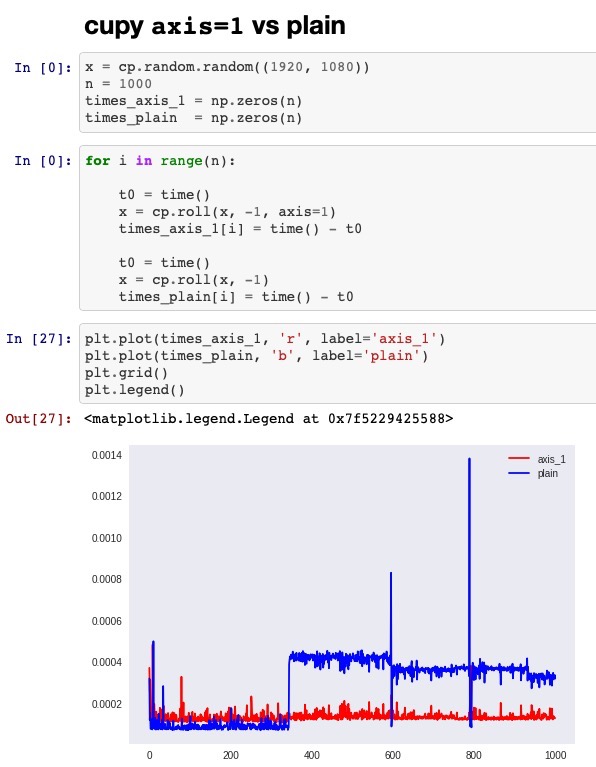 cupy axis=1 vs plain
In [0]: x = cp.random.random((1920, 1080))
n = 1000
times_axis_1 = np.zeros(n)
times_plain  = np.zeros(n)
In [0]: for i in range(n):
t0 = time()
x = cp.roll(x, -1, axis=1)
times_axis_1[i] = time() - t0
t0 = time()
x = cp.roll(x, -1)
times_plain[i] = time() - t0
In [27]: plt.plot(times_axis_1, 'r', label='axis_1')
plt.plot(times_plain, 'b', label='plain')
plt.grid()
plt.legend()
Out[27]: <matplotlib.legend.Legend at 0x7f5229425588>
0.0014
axis_1
plain
0.0012
0.0010
0.0008
0.0006
0.0004
0.0002
0 200 400 600 800 1000